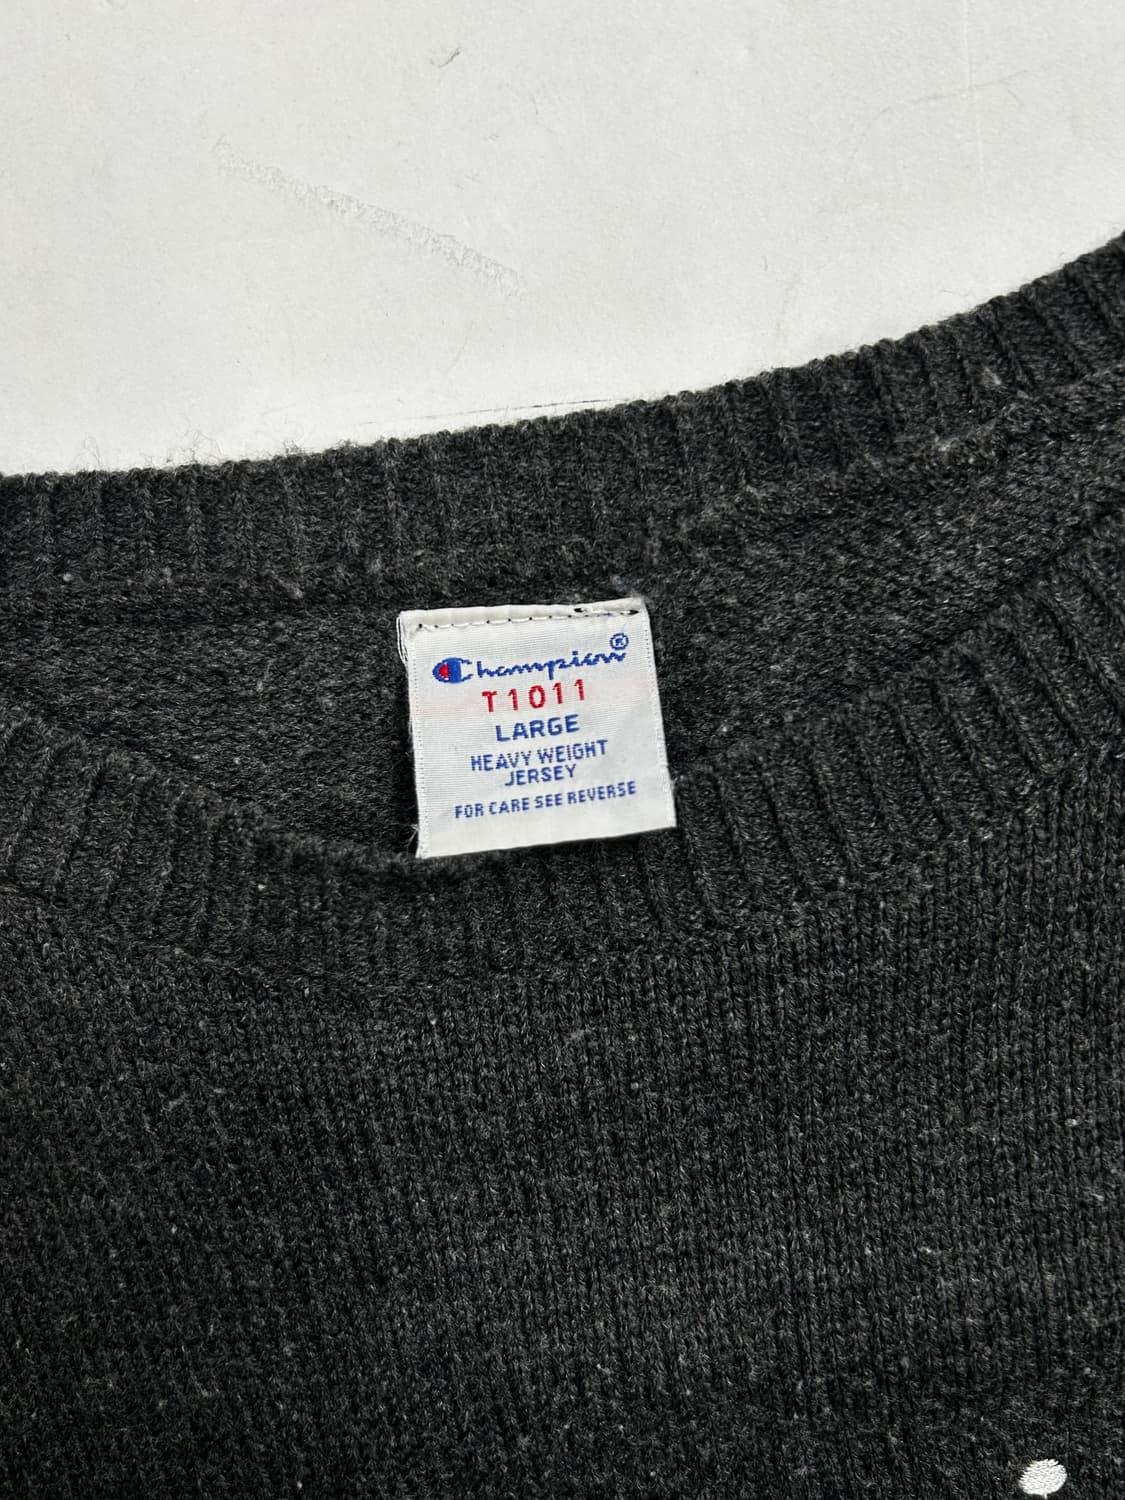 Champion®
T1011
LARGE
HEAVY WEIGHT
JERSEY
FOR CARE SEE REVERSE